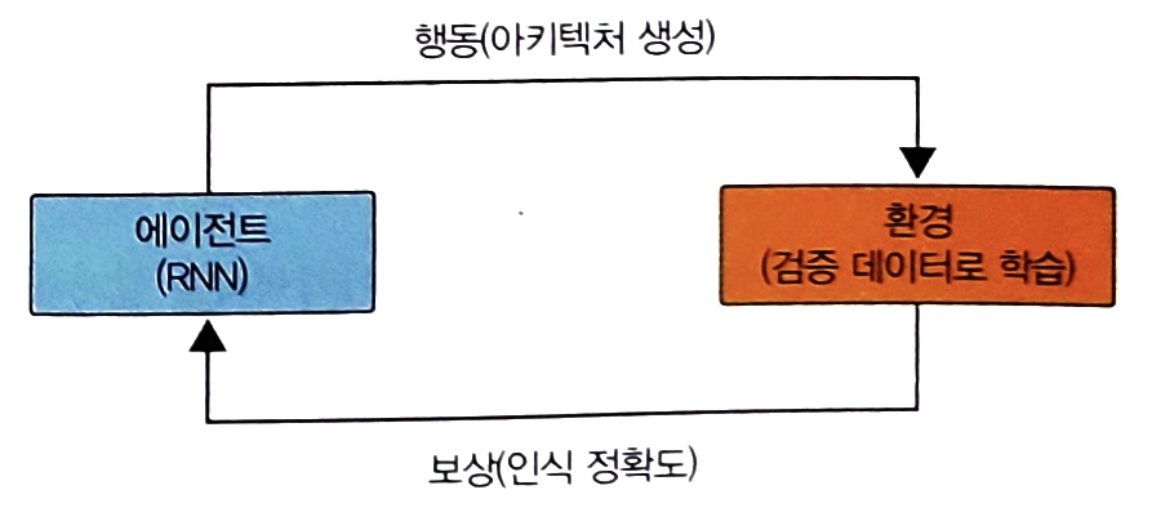 행동(아키텍처 생성)
에이전트
(RNN)
환경
(검증 데이터로 학습)
보상(인식 정확도)